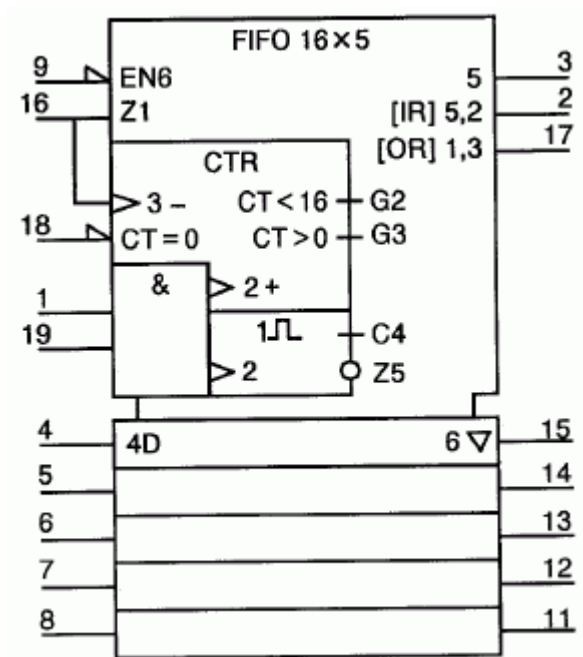 FIFO 16×5
9 EN6 5 3
16 Z1 [IR] 5,2 2
[OR] 1,3 17
CTR
3 − CT<16 G2
18 CT=0 CT>0 G3
&
2+
1
19 1 C4
2 Z5
4 4D 6 ▽ 15
5 14
6 13
7 12
8 11